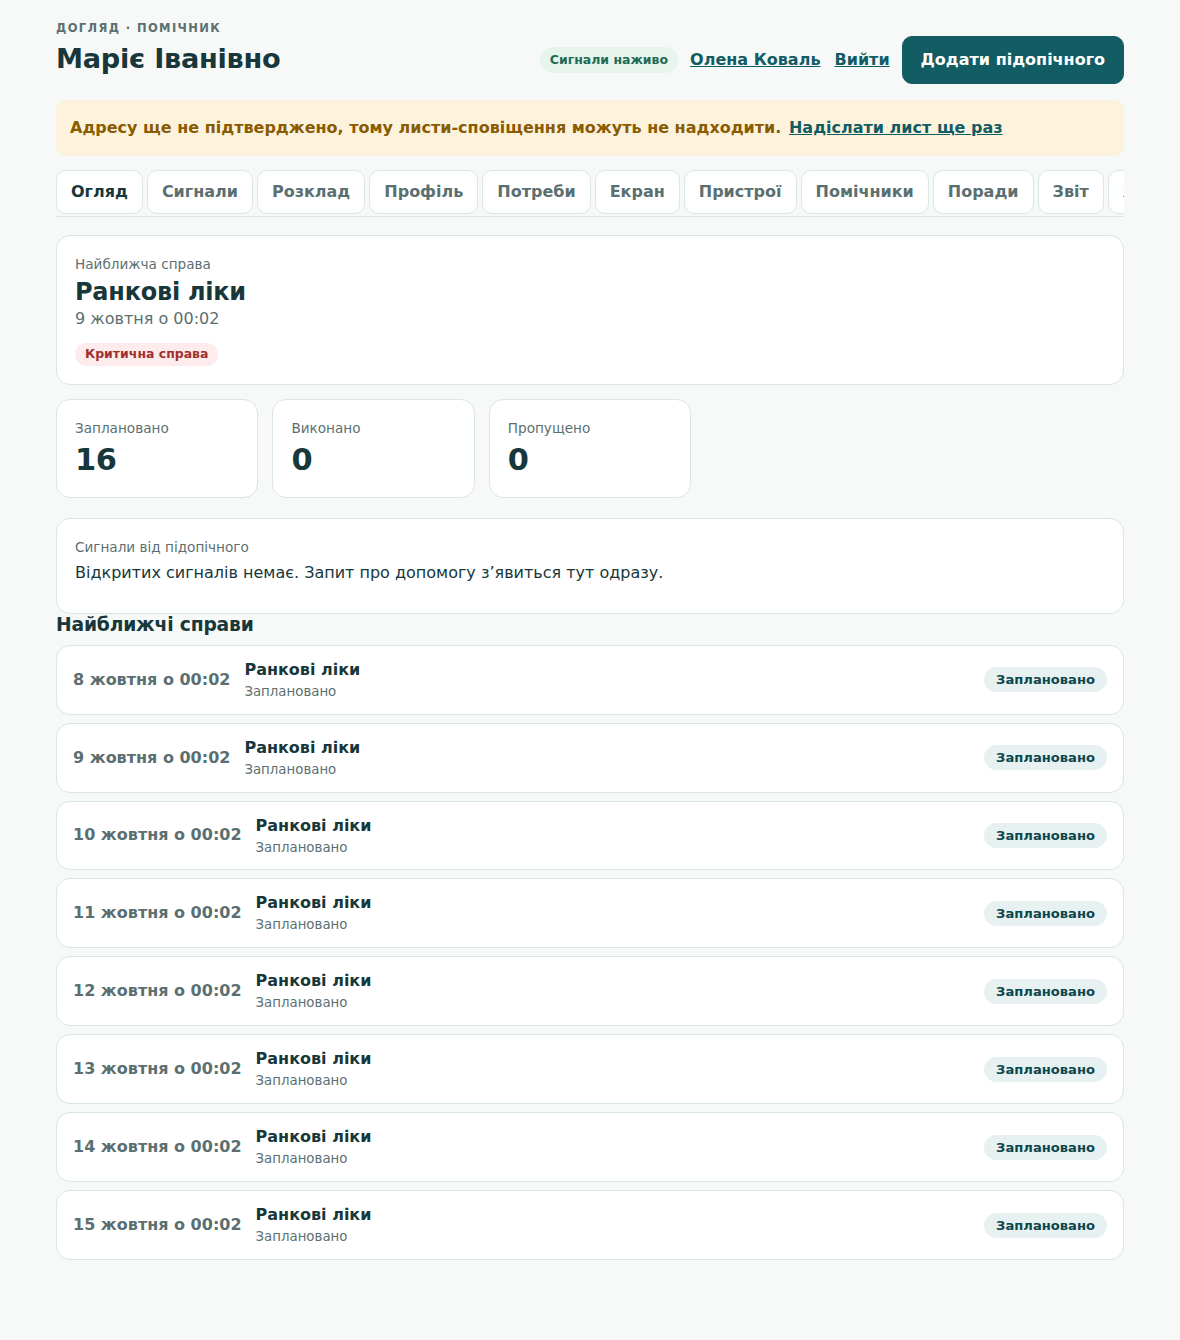 ДОГЛЯД · ПОМІЧНИК
Маріє Іванівно
Сигнали наживо
Олена Коваль
Вийти
Додати підопічного
Адресу ще не підтверджено, тому листи-сповіщення можуть не надходити. Надіслати лист ще раз
Огляд
Сигнали
Розклад
Профіль
Потреби
Екран
Пристрої
Помічники
Поради
Звіт
Найближча справа
Ранкові ліки
9 жовтня о 00:02
Критична справа
Заплановано
16
Виконано
0
Пропущено
0
Сигнали від підопічного
Відкритих сигналів немає. Запит про допомогу з’явиться тут одразу.
Найближчі справи
8 жовтня о 00:02
Ранкові ліки
Заплановано
Заплановано
9 жовтня о 00:02
Ранкові ліки
Заплановано
Заплановано
10 жовтня о 00:02
Ранкові ліки
Заплановано
Заплановано
11 жовтня о 00:02
Ранкові ліки
Заплановано
Заплановано
12 жовтня о 00:02
Ранкові ліки
Заплановано
Заплановано
13 жовтня о 00:02
Ранкові ліки
Заплановано
Заплановано
14 жовтня о 00:02
Ранкові ліки
Заплановано
Заплановано
15 жовтня о 00:02
Ранкові ліки
Заплановано
Заплановано